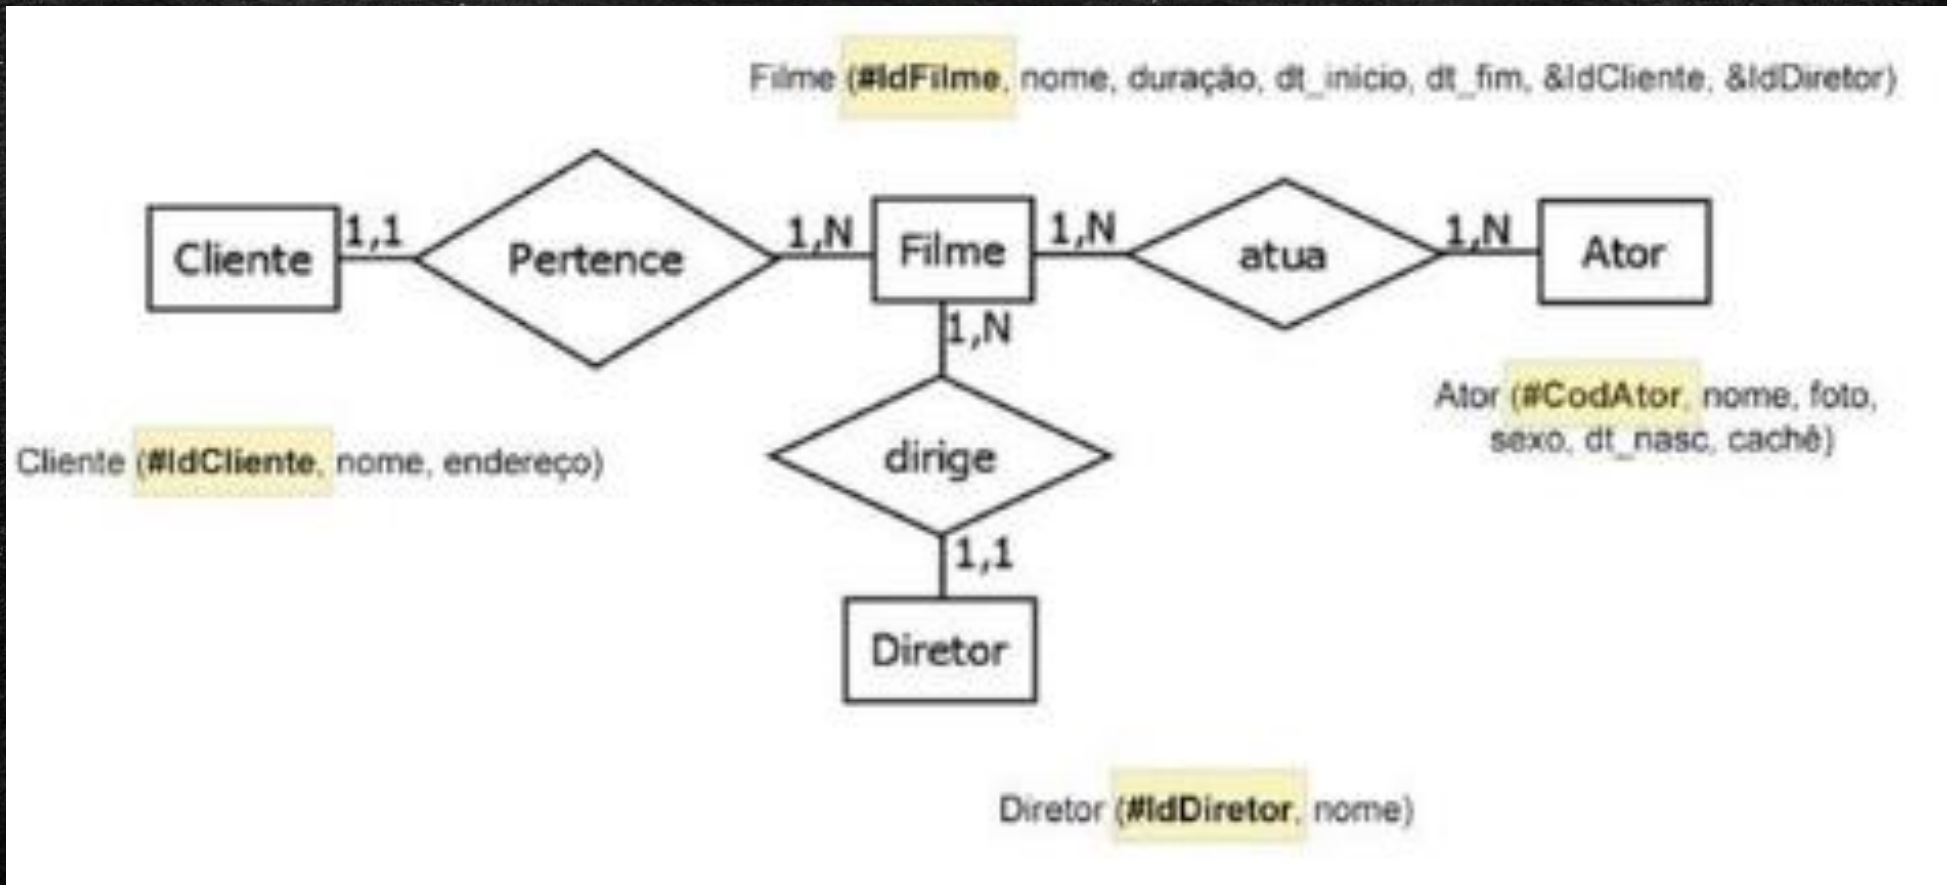 Filme (#IdFilme, nome, duração, dt_inicio, dt_fim, &IdCliente, &IdDiretor)
Cliente
1,1
Pertence
1,N
Filme
1,N
atua
1,N
Ator
1,N
Ator (#CodAtor, nome, foto,
sexo, dt_nasc, cachê)
Cliente (#IdCliente, nome, endereço)
dirige
1,1
Diretor
Diretor (#IdDiretor, nome)